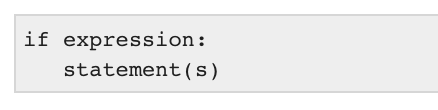 if expression:
   statement(s)